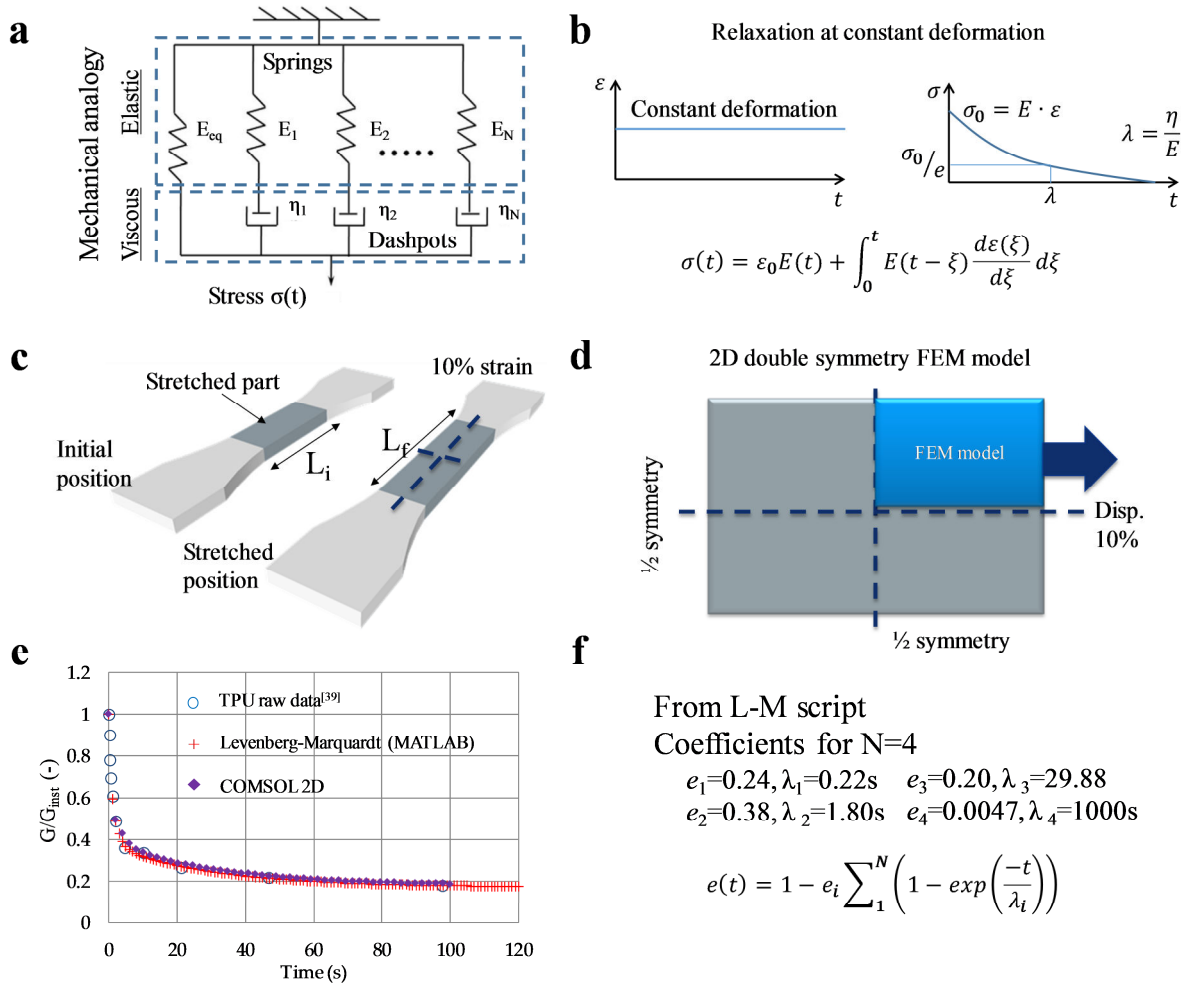 a
Mechanical analogy
Elastic
Viscous
Springs
E_eq
E_1
E_2
E_N
.....
η_1
η_2
η_N
Dashpots
Stress σ(t)
b
Relaxation at constant deformation
ε
Constant deformation
t
σ
σ_0 = E · ε
λ = η/E
σ_0/e
λ
t
σ(t) = ε_0E(t) + ∫_0^t E(t − ξ) dε(ξ)/dξ dξ
c
Stretched part
10% strain
Initial
position
L_i
L_f
Stretched
position
d
2D double symmetry FEM model
FEM model
½ symmetry
Disp.
10%
½ symmetry
e
G/G_inst (-)
1.2
1
0.8
0.6
0.4
0.2
0
TPU raw data[39]
Levenberg-Marquardt (MATLAB)
COMSOL 2D
0 20 40 60 80 100 120
Time (s)
f
From L-M script
Coefficients for N=4
e_1=0.24, λ_1=0.22s e_3=0.20, λ_3=29.88
e_2=0.38, λ_2=1.80s e_4=0.0047, λ_4=1000s
e(t) = 1 − e_i ∑_1^N (1 − exp(−t/λ_i))